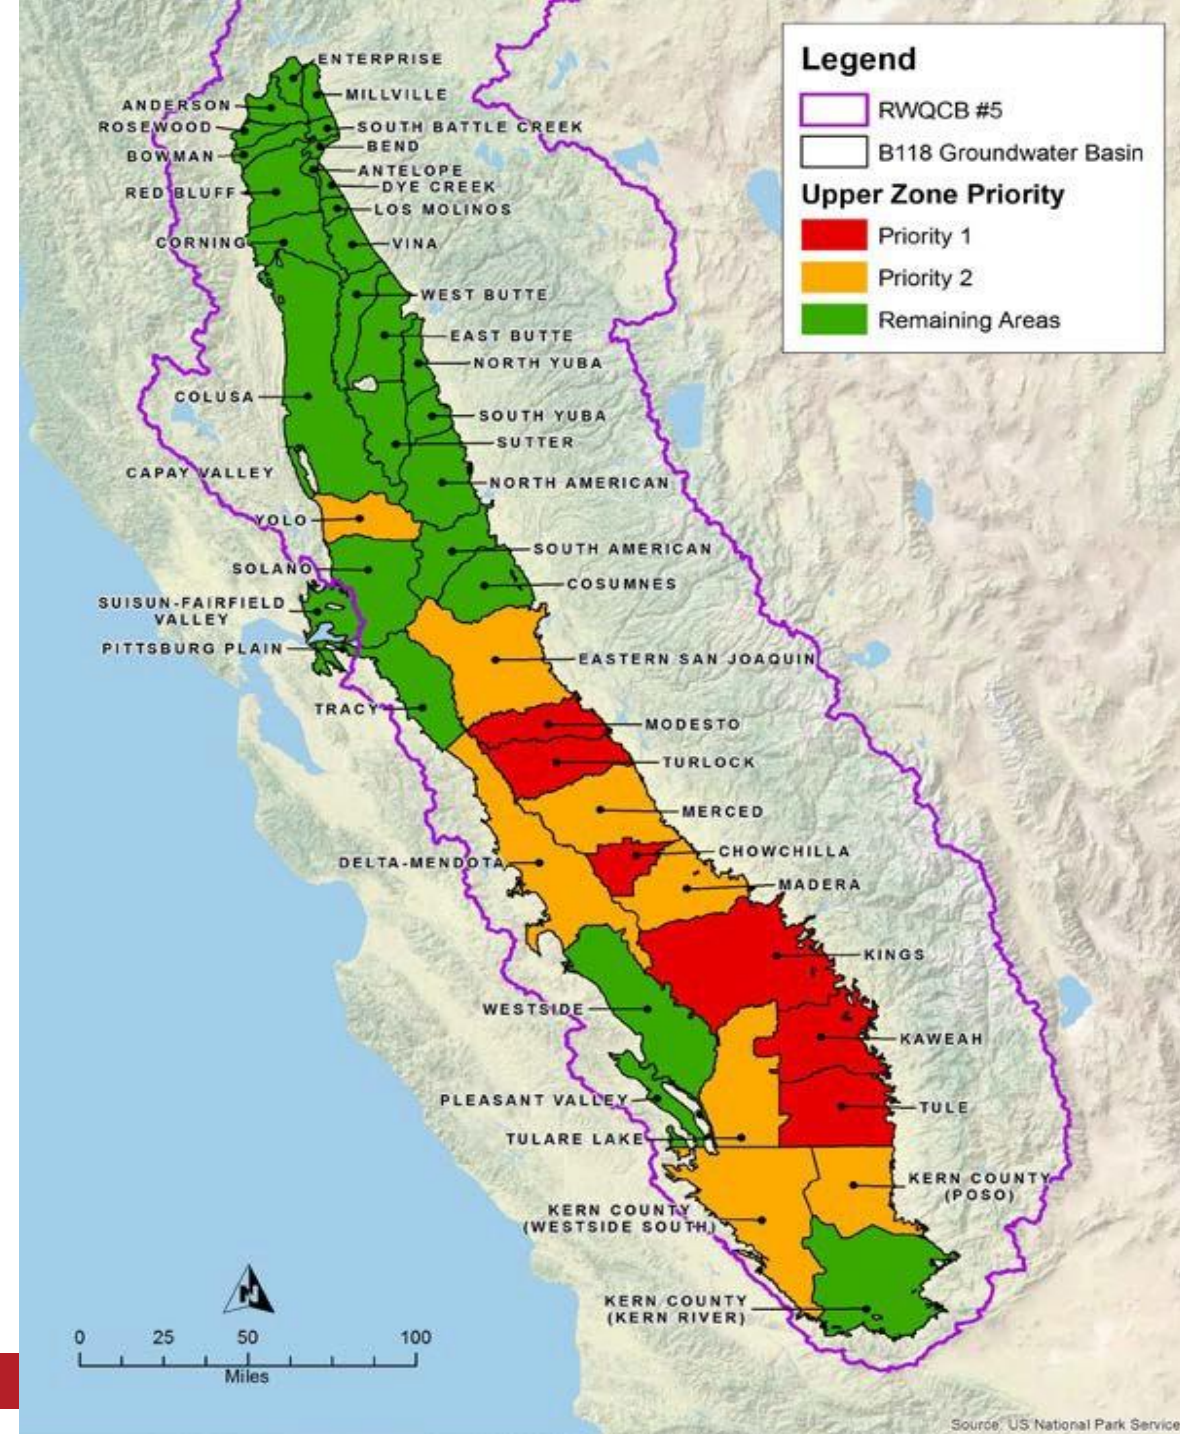 Legend
RWQCB #5
B118 Groundwater Basin
Upper Zone Priority
Priority 1
Priority 2
Remaining Areas
ENTERPRISE
MILLVILLE
ANDERSON
ROSEWOOD
SOUTH BATTLE CREEK
BEND
BOWMAN
ANTELOPE
DYE CREEK
RED BLUFF
LOS MOLINOS
CORNING
VINA
WEST BUTTE
EAST BUTTE
NORTH YUBA
COLUSA
SOUTH YUBA
SUTTER
CAPAY VALLEY
NORTH AMERICAN
YOLO
SOUTH AMERICAN
SOLANO
COSUMNES
SUISUN-FAIRFIELD
VALLEY
PITTSBURG PLAIN
EASTERN SAN JOAQUIN
TRACY
MODESTO
TURLOCK
MERCED
CHOWCHILLA
DELTA-MENDOTA
MADERA
KINGS
WESTSIDE
KAWEAH
PLEASANT VALLEY
TULE
TULARE LAKE
KERN COUNTY
(POSO)
KERN COUNTY
(WESTSIDE SOUTH)
KERN COUNTY
(KERN RIVER)
N
0 25 50 100
Miles
Source: US National Park Service